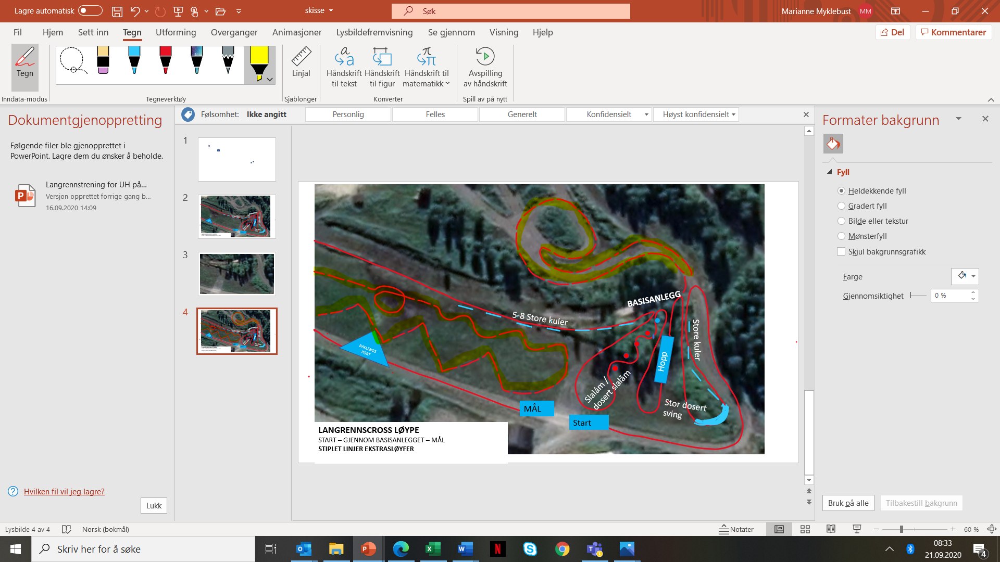 Lagre automatisk
skisse
Søk
Marianne Myklebust
MM
Fil
Hjem
Sett inn
Tegn
Utforming
Overganger
Animasjoner
Lysbildefremvisning
Se gjennom
Visning
Hjelp
Del
Kommentarer
Tegn
Linjal
Håndskrift
til tekst
Håndskrift
til figur
Håndskrift til
matematikk
Avspilling
av håndskrift
Inndata-modus
Tegneverktøy
Sjablonger
Konverter
Spill av på nytt
Dokumentgjenoppretting
Følgende filer ble gjenopprettet i
PowerPoint. Lagre dem du ønsker å beholde.
Langrennstrening for UH på...
Versjon opprettet forrige gang b...
16.09.2020 14:09
Hvilken fil vil jeg lagre?
Lukk
Følsomhet: Ikke angitt
Personlig
Felles
Generelt
Konfidensielt
Høyst konfidensielt
1
2
3
4
BASISANLEGG
5-8 Store kuler
Store kuler
BAKLENGS
PORT
Hopp
Slalåm /
dosert slalåm
Stor dosert
sving
MÅL
Start
LANGRENNSCROSS LØYPE
START – GJENNOM BASISANLEGGET – MÅL
STIPLET LINJER EKSTRASLØYFER
Formater bakgrunn
Fyll
Heldekkende fyll
Gradert fyll
Bilde eller tekstur
Mønsterfyll
Skjul bakgrunnsgrafikk
Farge
Gjennomsiktighet
0 %
Bruk på alle
Tilbakestill bakgrunn
Lysbilde 4 av 4
Norsk (bokmål)
Notater
60 %
Skriv her for å søke
08:33
21.09.2020
4